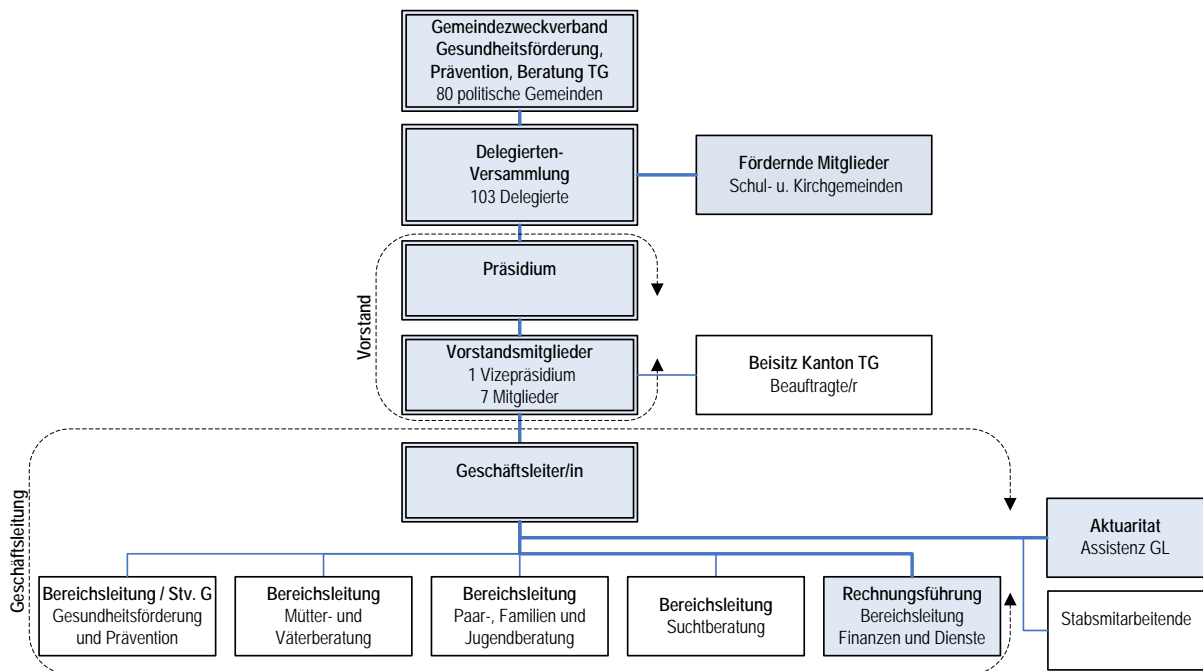 Gemeindezweckverband
Gesundheitsförderung,
Prävention, Beratung TG
80 politische Gemeinden
Delegierten-
Versammlung
103 Delegierte
Fördernde Mitglieder
Schul- u. Kirchgemeinden
Präsidium
Vorstand
Vorstandsmitglieder
1 Vizepräsidium
7 Mitglieder
Beisitz Kanton TG
Beauftragte/r
Geschäftsleiter/in
Geschäftsleitung
Aktuaritat
Assistenz GL
Bereichsleitung / Stv. G
Gesundheitsförderung
und Prävention
Bereichsleitung
Mütter- und
Väterberatung
Bereichsleitung
Paar-, Familien und
Jugendberatung
Bereichsleitung
Suchtberatung
Rechnungsführung
Bereichsleitung
Finanzen und Dienste
Stabsmitarbeitende